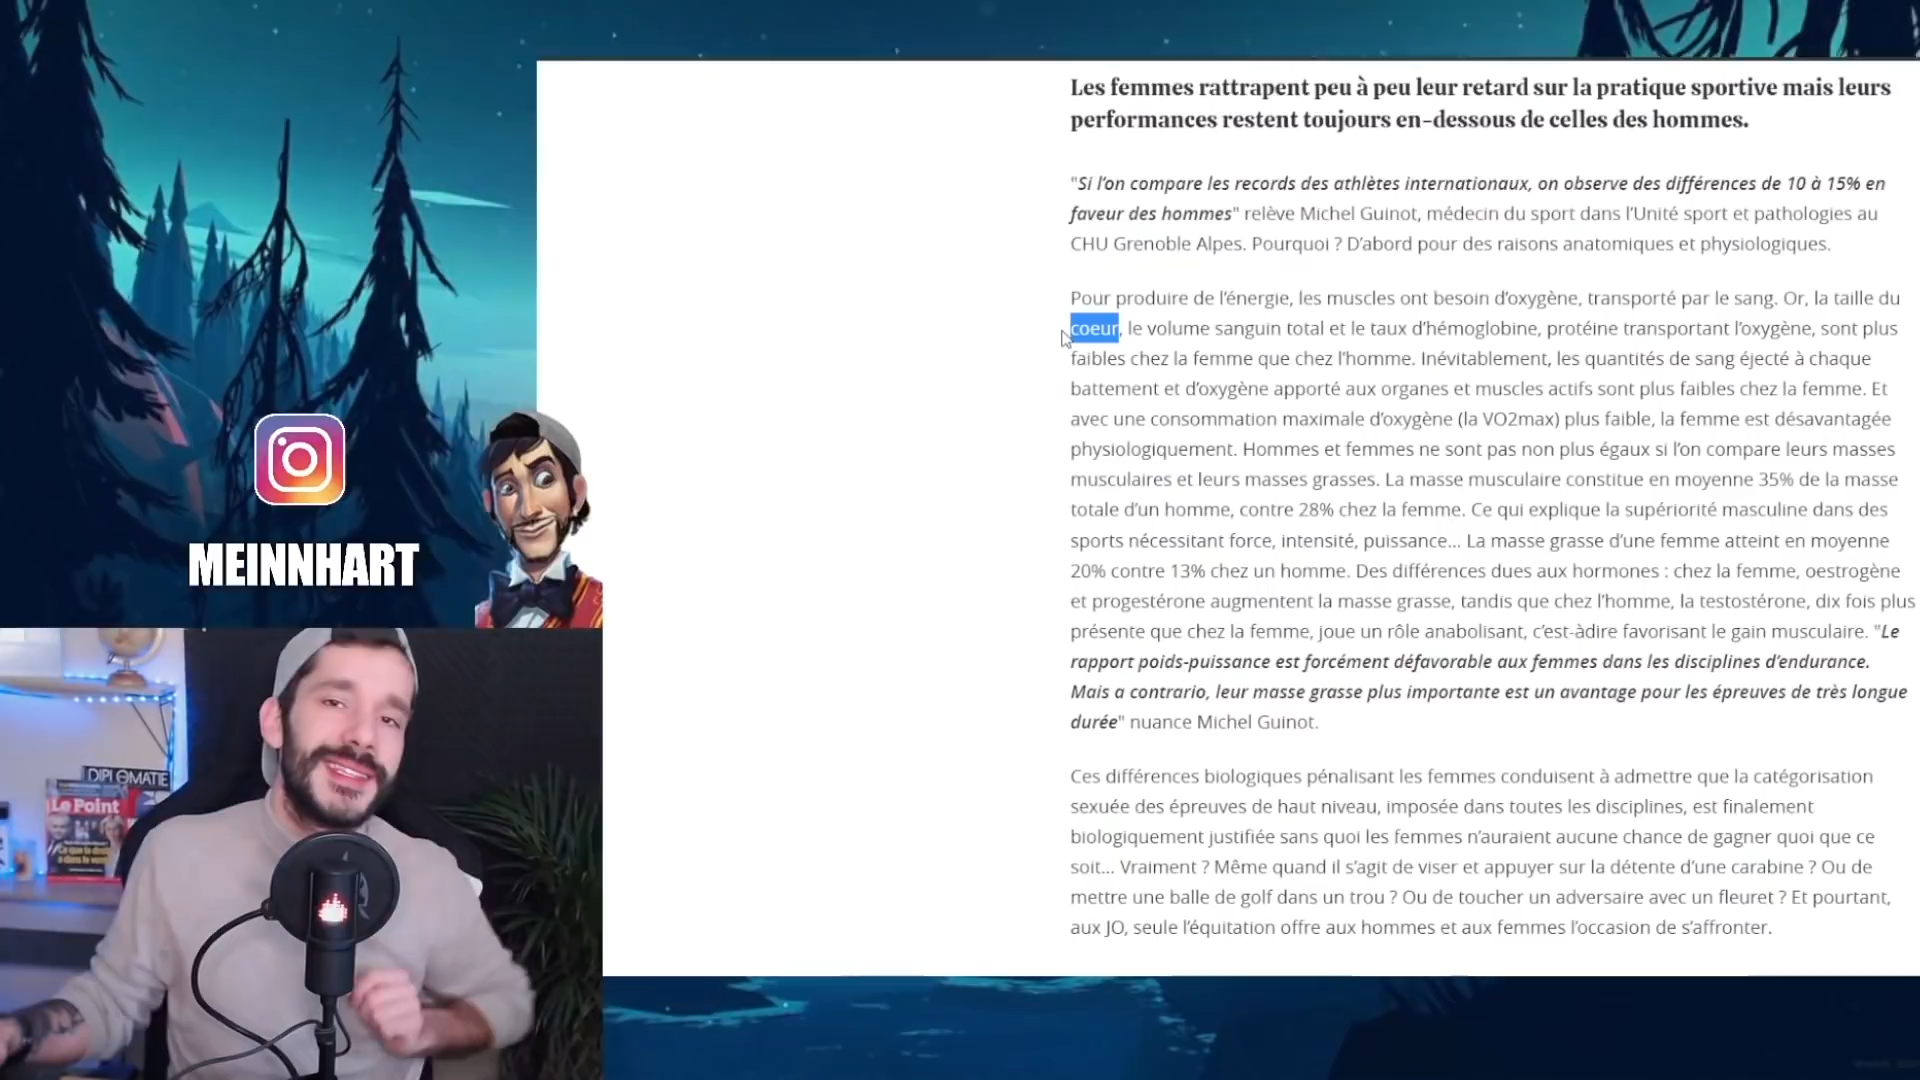 Les femmes rattrapent peu à peu leur retard sur la pratique sportive mais leurs
performances restent toujours en-dessous de celles des hommes.
"Si l’on compare les records des athlètes internationaux, on observe des différences de 10 à 15% en
faveur des hommes" relève Michel Guinot, médecin du sport dans l’Unité sport et pathologies au
CHU Grenoble Alpes. Pourquoi ? D’abord pour des raisons anatomiques et physiologiques.
Pour produire de l’énergie, les muscles ont besoin d’oxygène, transporté par le sang. Or, la taille du
coeur, le volume sanguin total et le taux d’hémoglobine, protéine transportant l’oxygène, sont plus
faibles chez la femme que chez l’homme. Inévitablement, les quantités de sang éjecté à chaque
battement et d’oxygène apporté aux organes et muscles actifs sont plus faibles chez la femme. Et
avec une consommation maximale d’oxygène (la VO2max) plus faible, la femme est désavantagée
physiologiquement. Hommes et femmes ne sont pas non plus égaux si l’on compare leurs masses
musculaires et leurs masses grasses. La masse musculaire constitue en moyenne 35% de la masse
totale d’un homme, contre 28% chez la femme. Ce qui explique la supériorité masculine dans des
sports nécessitant force, intensité, puissance... La masse grasse d’une femme atteint en moyenne
20% contre 13% chez un homme. Des différences dues aux hormones : chez la femme, oestrogène
et progestérone augmentent la masse grasse, tandis que chez l’homme, la testostérone, dix fois plus
présente que chez la femme, joue un rôle anabolisant, c’est-àdire favorisant le gain musculaire. "Le
rapport poids-puissance est forcément défavorable aux femmes dans les disciplines d’endurance.
Mais a contrario, leur masse grasse plus importante est un avantage pour les épreuves de très longue
durée" nuance Michel Guinot.
Ces différences biologiques pénalisant les femmes conduisent à admettre que la catégorisation
sexuée des épreuves de haut niveau, imposée dans toutes les disciplines, est finalement
biologiquement justifiée sans quoi les femmes n’auraient aucune chance de gagner quoi que ce
soit... Vraiment ? Même quand il s’agit de viser et appuyer sur la détente d’une carabine ? Ou de
mettre une balle de golf dans un trou ? Ou de toucher un adversaire avec un fleuret ? Et pourtant,
aux JO, seule l’équitation offre aux hommes et aux femmes l’occasion de s’affronter.
MEINNHART
DIPLOMATIE
Le Point